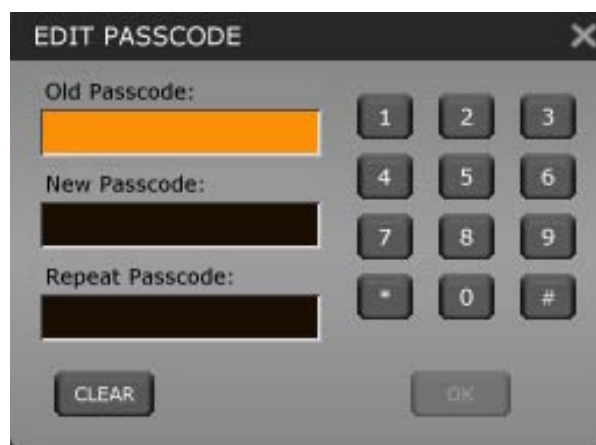 EDIT PASSCODE
Old Passcode:
1 2 3
New Passcode:
4 5 6
7 8 9
Repeat Passcode:
* 0 #
CLEAR OK